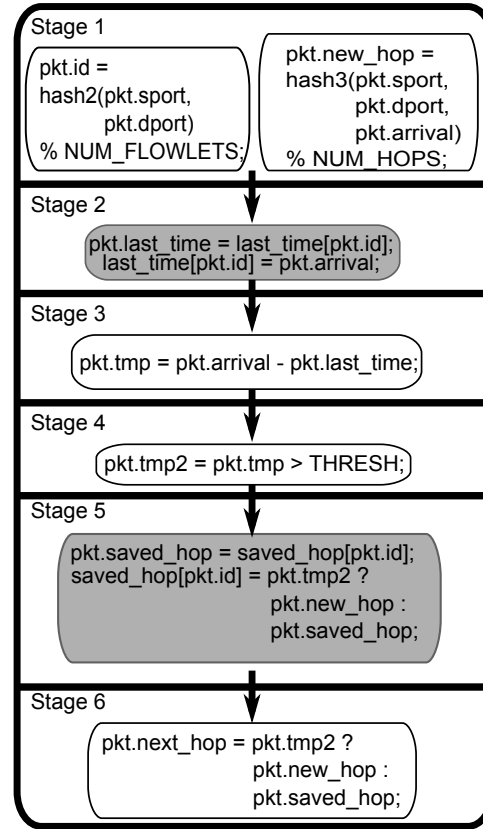 Stage 1
pkt.id =
hash2(pkt.sport,
pkt.dport)
% NUM_FLOWLETS;
pkt.new_hop =
hash3(pkt.sport,
pkt.dport,
pkt.arrival)
% NUM_HOPS;
Stage 2
pkt.last_time = last_time[pkt.id];
last_time[pkt.id] = pkt.arrival;
Stage 3
pkt.tmp = pkt.arrival - pkt.last_time;
Stage 4
pkt.tmp2 = pkt.tmp > THRESH;
Stage 5
pkt.saved_hop = saved_hop[pkt.id];
saved_hop[pkt.id] = pkt.tmp2 ?
pkt.new_hop :
pkt.saved_hop;
Stage 6
pkt.next_hop = pkt.tmp2 ?
pkt.new_hop :
pkt.saved_hop;